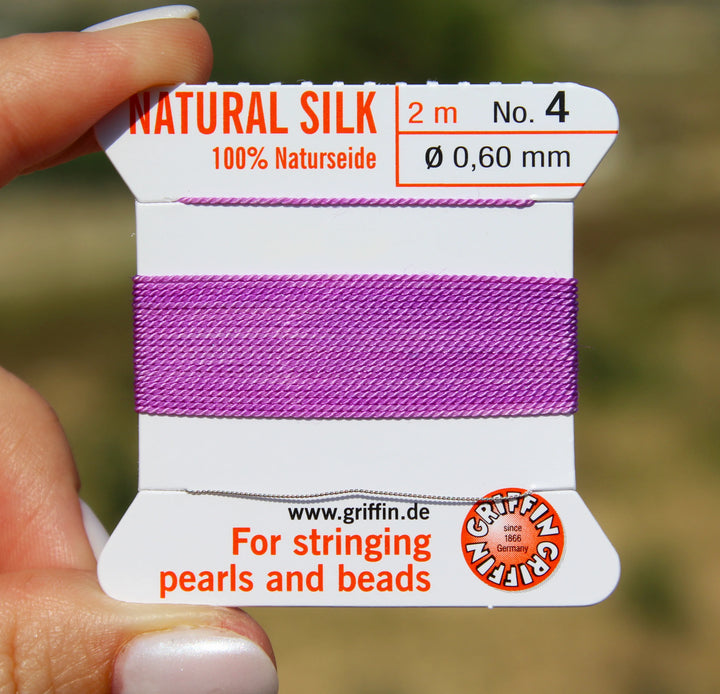 NATURAL SILK
100% Naturseide
2 m No. 4
Ø 0,60 mm
www.griffin.de
For stringing
pearls and beads
GRIFFIN GRIFFIN
since
1866
Germany